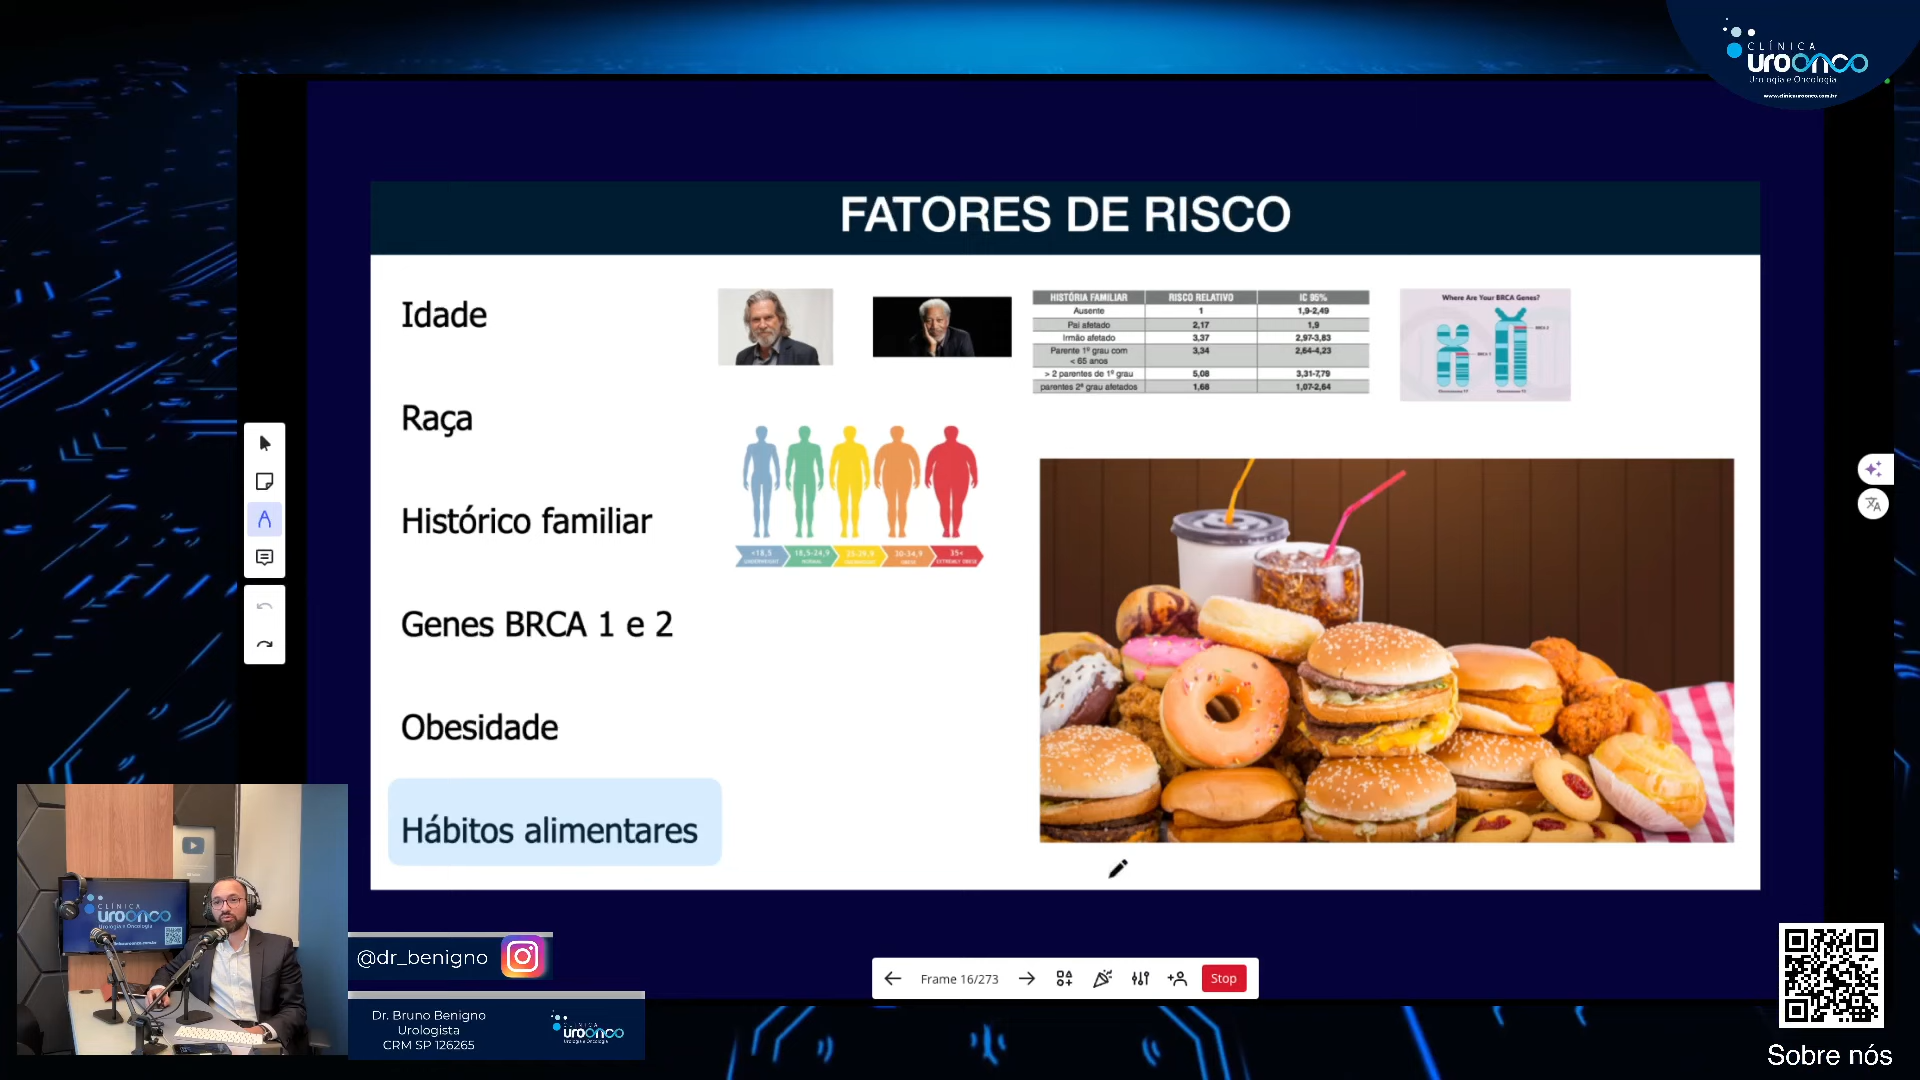 CLÍNICA
uroonco
Urologia e Oncologia
www.clinicauroonco.com.br
FATORES DE RISCO
Idade
Raça
Histórico familiar
Genes BRCA 1 e 2
Obesidade
Hábitos alimentares
HISTÓRIA FAMILIAR RISCO RELATIVO IC 95%
Ausente 1 1,9-2,49
Pai afetado 2,17 1,9
Irmão afetado 3,37 2,97-3,83
Parente 1º grau com < 65 anos 3,34 2,64-4,23
> 2 parentes de 1º grau 5,08 3,31-7,79
parentes 2º grau afetados 1,68 1,07-2,64
Where Are Your BRCA Genes?
<18,5 18,5-24,9 25-29,9 30-34,9 35<
UNDERWEIGHT NORMAL OVERWEIGHT OBESE EXTREMELY OBESE
CLÍNICA
uroonco
Urologia e Oncologia
@dr_benigno
Dr. Bruno Benigno
Urologista
CRM SP 126265
uroonco
Urologia e Oncologia
Frame 16/273
Stop
Sobre nós